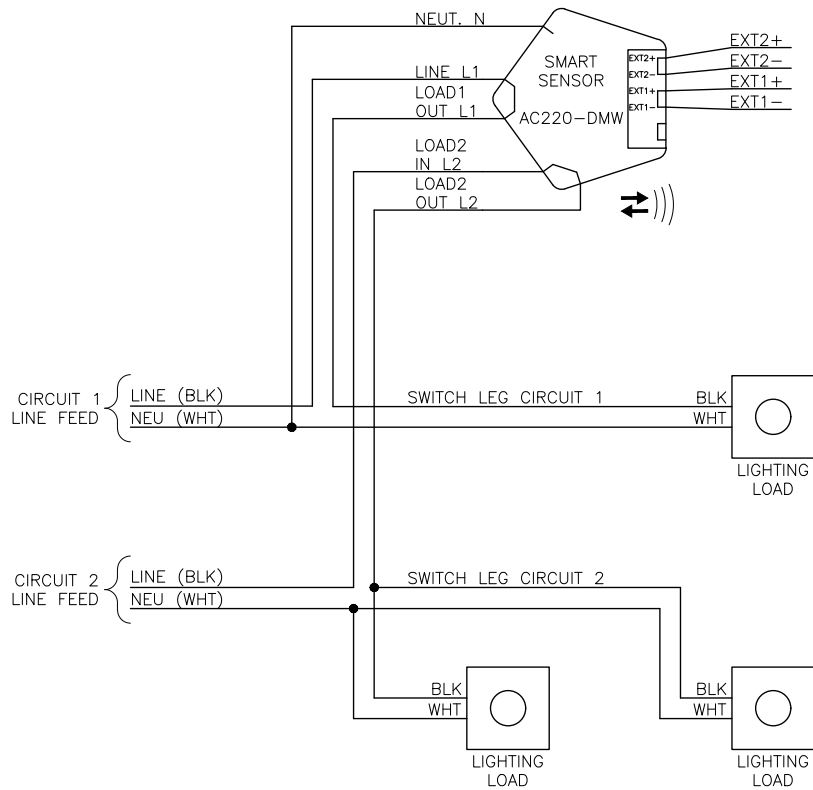 NEUT. N
LINE L1
LOAD1
OUT L1
LOAD2
IN L2
LOAD2
OUT L2
SMART
SENSOR
AC220-DMW
EXT2+
EXT2-
EXT1+
EXT1-
EXT2+
EXT2-
EXT1+
EXT1-
CIRCUIT 1
LINE FEED
LINE (BLK)
NEU (WHT)
SWITCH LEG CIRCUIT 1
BLK
WHT
LIGHTING
LOAD
CIRCUIT 2
LINE FEED
LINE (BLK)
NEU (WHT)
SWITCH LEG CIRCUIT 2
BLK
WHT
LIGHTING
LOAD
BLK
WHT
LIGHTING
LOAD